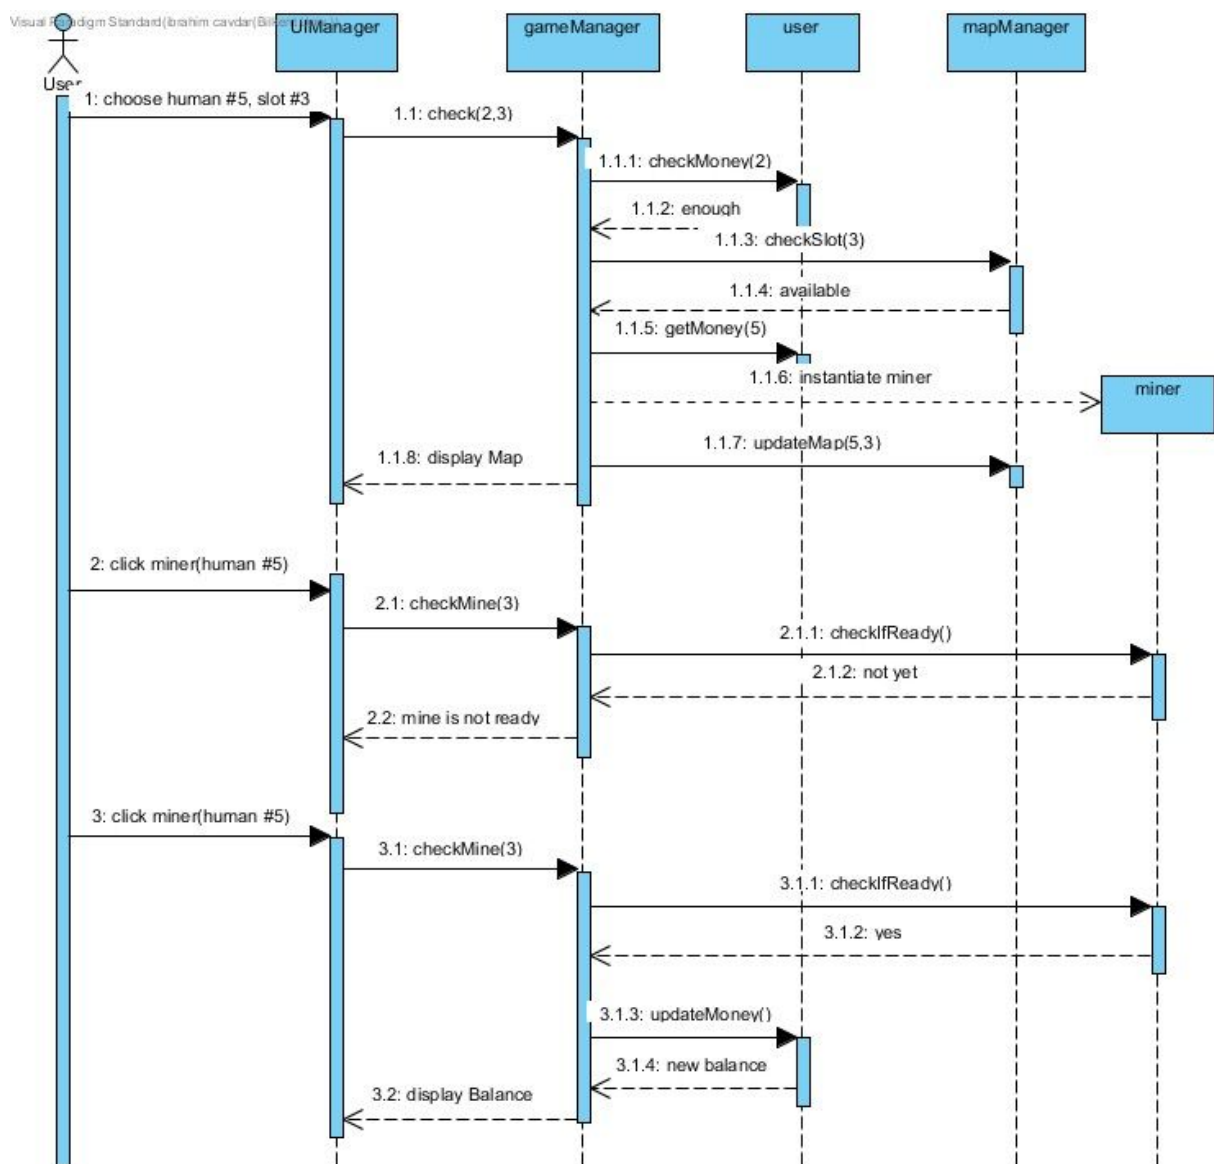 Visual Paradigm Standard(ibrahim cavdar(Bilkent
UIManager
gameManager
user
mapManager
User
1: choose human #5, slot #3
1.1: check(2,3)
1.1.1: checkMoney(2)
1.1.2: enough
1.1.3: checkSlot(3)
1.1.4: available
1.1.5: getMoney(5)
1.1.6: instantiate miner
miner
1.1.7: updateMap(5,3)
1.1.8: display Map
2: click miner(human #5)
2.1: checkMine(3)
2.1.1: checkIfReady()
2.1.2: not yet
2.2: mine is not ready
3: click miner(human #5)
3.1: checkMine(3)
3.1.1: checkIfReady()
3.1.2: yes
3.1.3: updateMoney()
3.1.4: new balance
3.2: display Balance